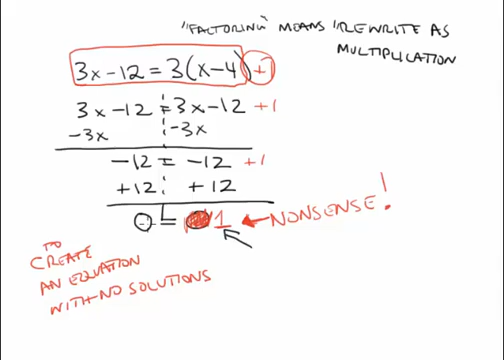 "FACTORING" MEANS "REWRITE AS
MULTIPLICATION
3x-12 = 3(x-4) +1
3x-12 = 3x-12 +1
-3x -3x
-12 = -12 +1
+12 +12
0 = 1 ← NONSENSE!
TO
CREATE
AN EQUATION
WITH NO SOLUTIONS